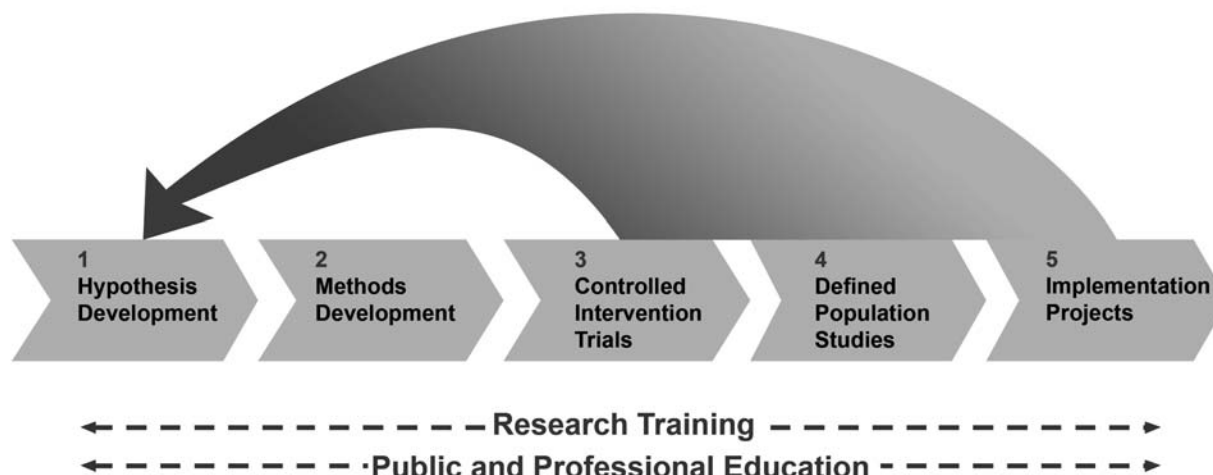 1
Hypothesis
Development
2
Methods
Development
3
Controlled
Intervention
Trials
4
Defined
Population
Studies
5
Implementation
Projects
Research Training
Public and Professional Education